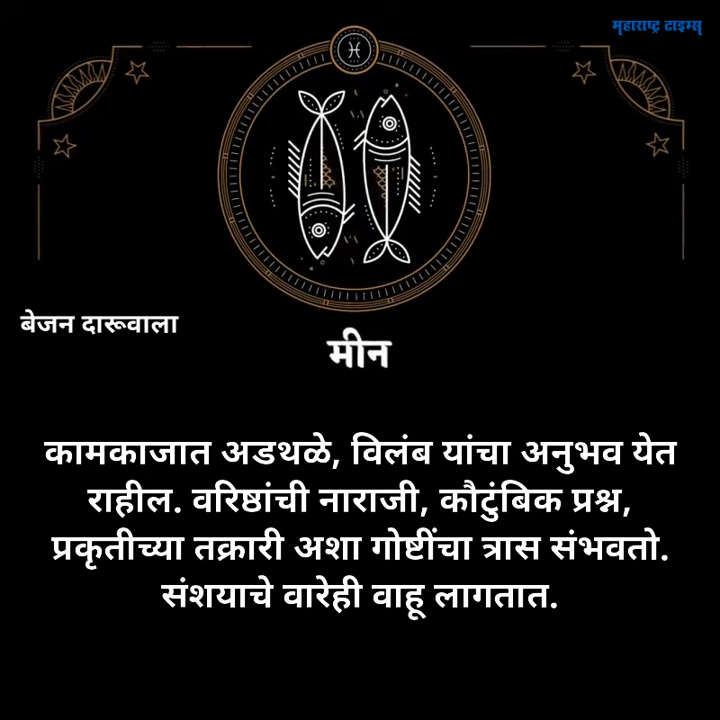 महाराष्ट्र टाइम्स
बेजन दारूवाला
मीन
कामकाजात अडथळे, विलंब यांचा अनुभव येत
राहील. वरिष्ठांची नाराजी, कौटुंबिक प्रश्न,
प्रकृतीच्या तक्रारी अशा गोष्टींचा त्रास संभवतो.
संशयाचे वारेही वाहू लागतात.